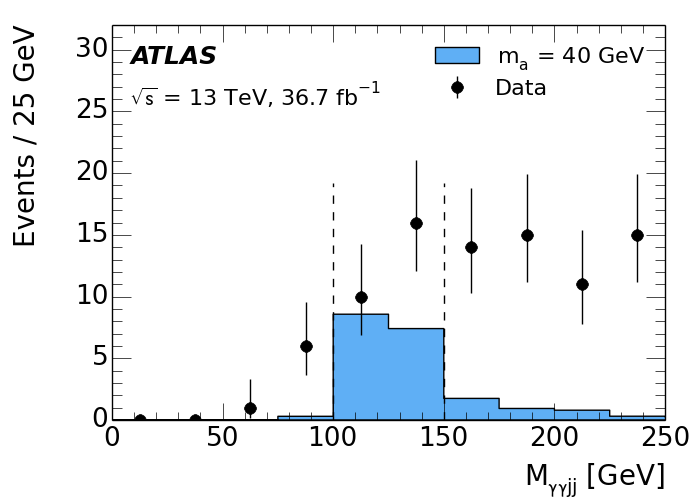 ATLAS
√s = 13 TeV, 36.7 fb⁻¹
mₐ = 40 GeV
Data
Events / 25 GeV
30
25
20
15
10
5
0
0 50 100 150 200 250
M_γγjj [GeV]